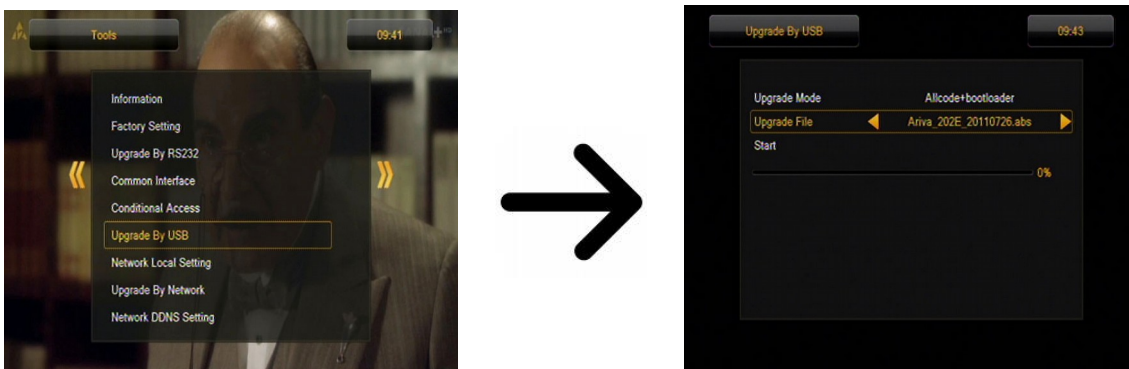 Tools
09:41
Information
Factory Setting
Upgrade By RS232
Common Interface
Conditional Access
Upgrade By USB
Network Local Setting
Upgrade By Network
Network DDNS Setting
Upgrade By USB
09:43
Upgrade Mode Allcode+bootloader
Upgrade File Ariva_202E_20110726.abs
Start
0%